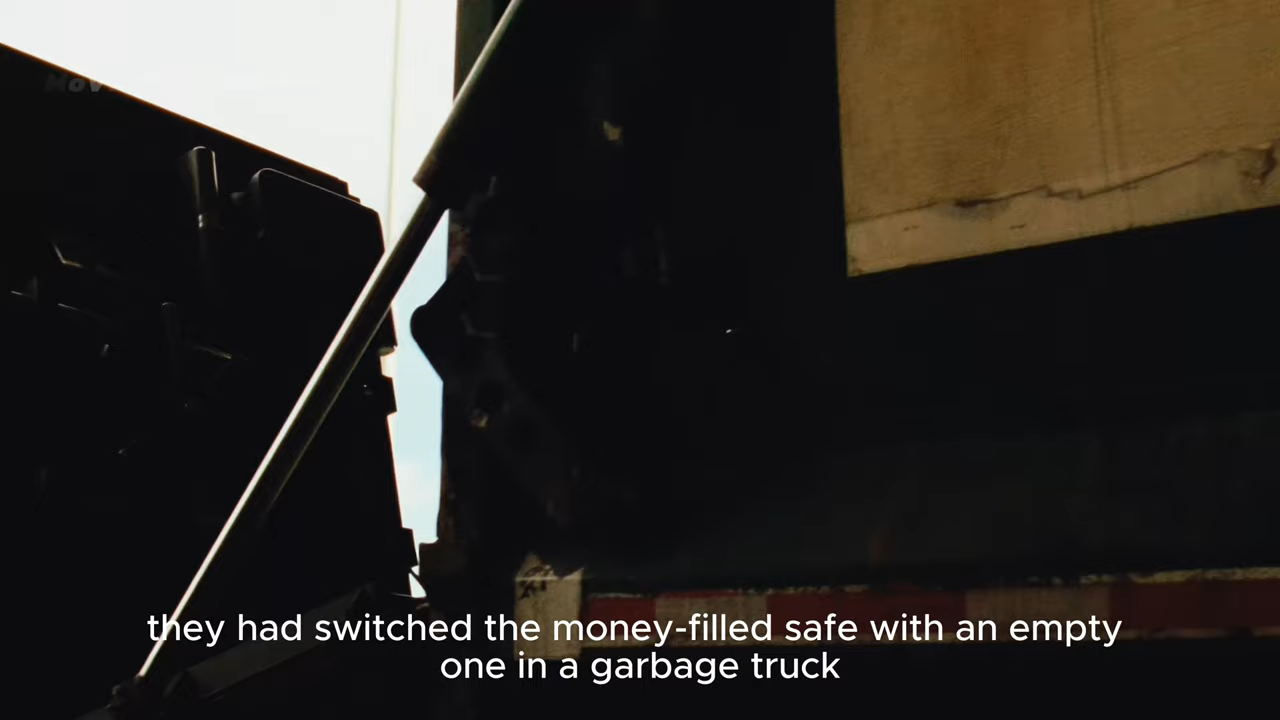 they had switched the money-filled safe with an empty
one in a garbage truck